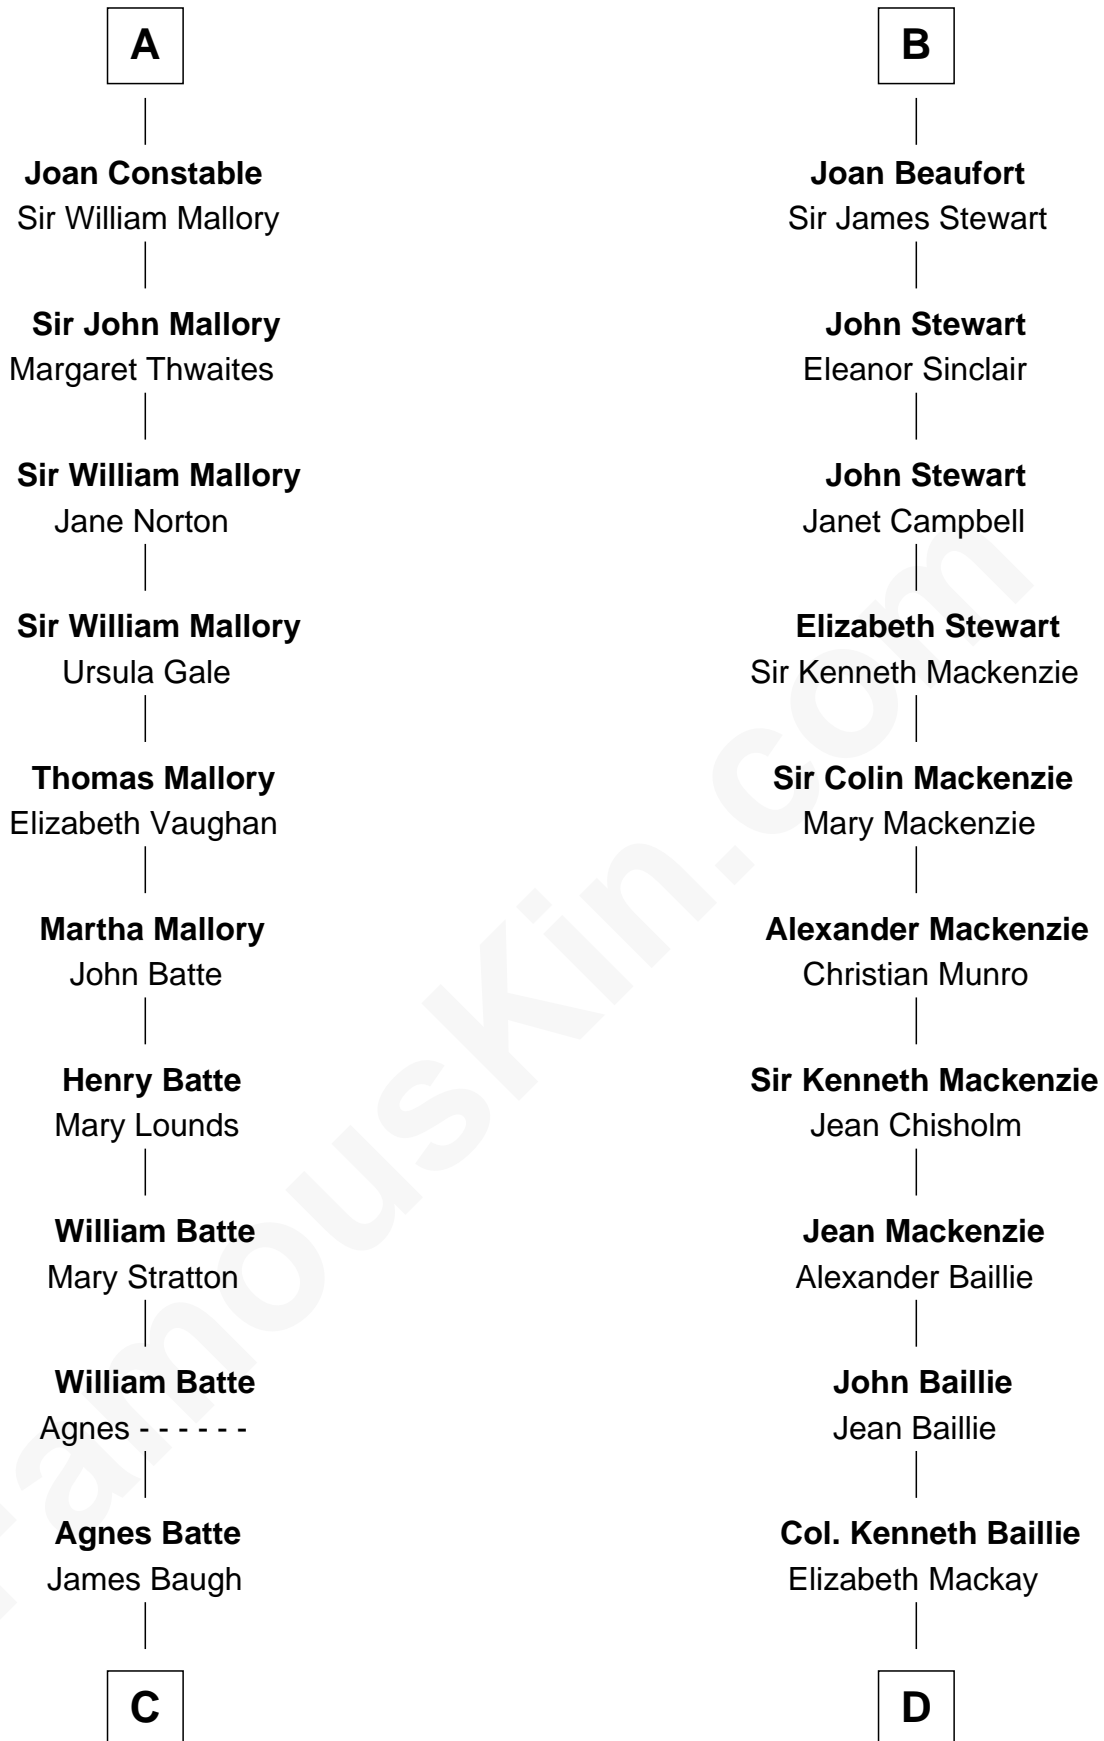 A
Joan Constable
Sir William Mallory
Sir John Mallory
Margaret Thwaites
Sir William Mallory
Jane Norton
Sir William Mallory
Ursula Gale
Thomas Mallory
Elizabeth Vaughan
Martha Mallory
John Batte
Henry Batte
Mary Lounds
William Batte
Mary Stratton
William Batte
Agnes - - - - - -
Agnes Batte
James Baugh
C
B
Joan Beaufort
Sir James Stewart
John Stewart
Eleanor Sinclair
John Stewart
Janet Campbell
Elizabeth Stewart
Sir Kenneth Mackenzie
Sir Colin Mackenzie
Mary Mackenzie
Alexander Mackenzie
Christian Munro
Sir Kenneth Mackenzie
Jean Chisholm
Jean Mackenzie
Alexander Baillie
John Baillie
Jean Baillie
Col. Kenneth Baillie
Elizabeth Mackay
D
FamousKin.com